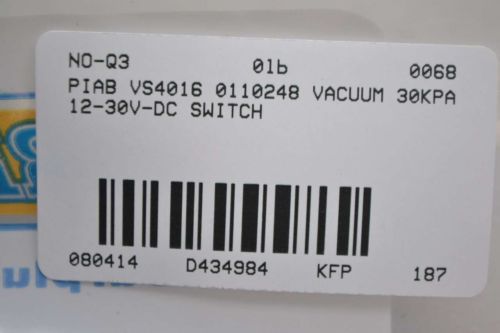 NO-Q3 01b 0068
PIAB VS4016 0110248 VACUUM 30KPA
12-30V-DC SWITCH
080414 D434984 KFP 187